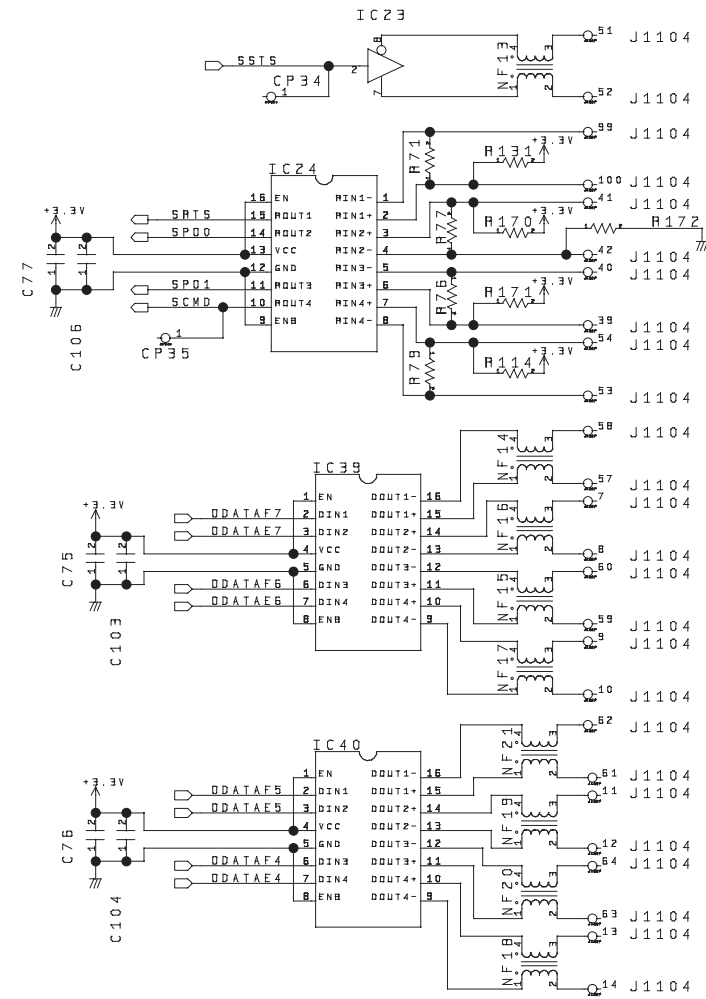 IC23
8
51 J1104
SSTS
2
4 3
NF13
CP34
1
7
1 2
52 J1104
99 J1104
IC24
R71
R131
+3.3V
16 EN RIN1- 1
100 J1104
+3.3V
SRTS
15 ROUT1 RIN1+ 2
41 J1104
+3.3V
SPD0
14 ROUT2 RIN2+ 3
R77
R170
R172
13 VCC RIN2- 4
42 J1104
12 GND RIN3- 5
40 J1104
C77
SPD1
11 ROUT3 RIN3+ 6
R76
R171
+3.3V
SCMD
10 ROUT4 RIN4+ 7
9 ENB RIN4- 8
39 J1104
C106
CP35
1
54 J1104
+3.3V
R79
R114
53 J1104
58 J1104
IC39
NF14
1 EN DOUT1- 16
57 J1104
+3.3V
ODATAF7
2 DIN1 DOUT1+ 15
7 J1104
ODATAE7
3 DIN2 DOUT2+ 14
NF16
4 VCC DOUT2- 13
8 J1104
C75
5 GND DOUT3- 12
60 J1104
ODATAF6
6 DIN3 DOUT3+ 11
NF15
ODATAE6
7 DIN4 DOUT4+ 10
8 ENB DOUT4- 9
59 J1104
C103
9 J1104
NF17
10 J1104
62 J1104
IC40
NF21
1 EN DOUT1- 16
61 J1104
+3.3V
ODATAF5
2 DIN1 DOUT1+ 15
11 J1104
ODATAE5
3 DIN2 DOUT2+ 14
NF19
4 VCC DOUT2- 13
12 J1104
C76
5 GND DOUT3- 12
64 J1104
ODATAF4
6 DIN3 DOUT3+ 11
NF20
ODATAE4
7 DIN4 DOUT4+ 10
8 ENB DOUT4- 9
63 J1104
C104
13 J1104
NF18
14 J1104